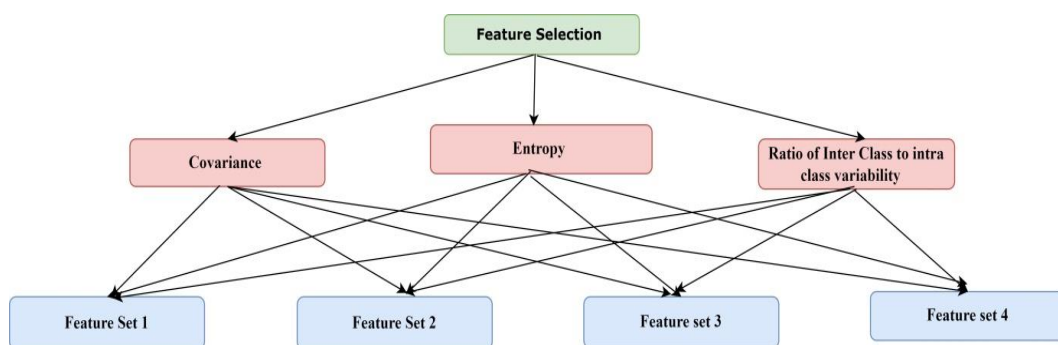 Feature Selection
Covariance
Entropy
Ratio of Inter Class to intra
class variability
Feature Set 1
Feature Set 2
Feature set 3
Feature set 4